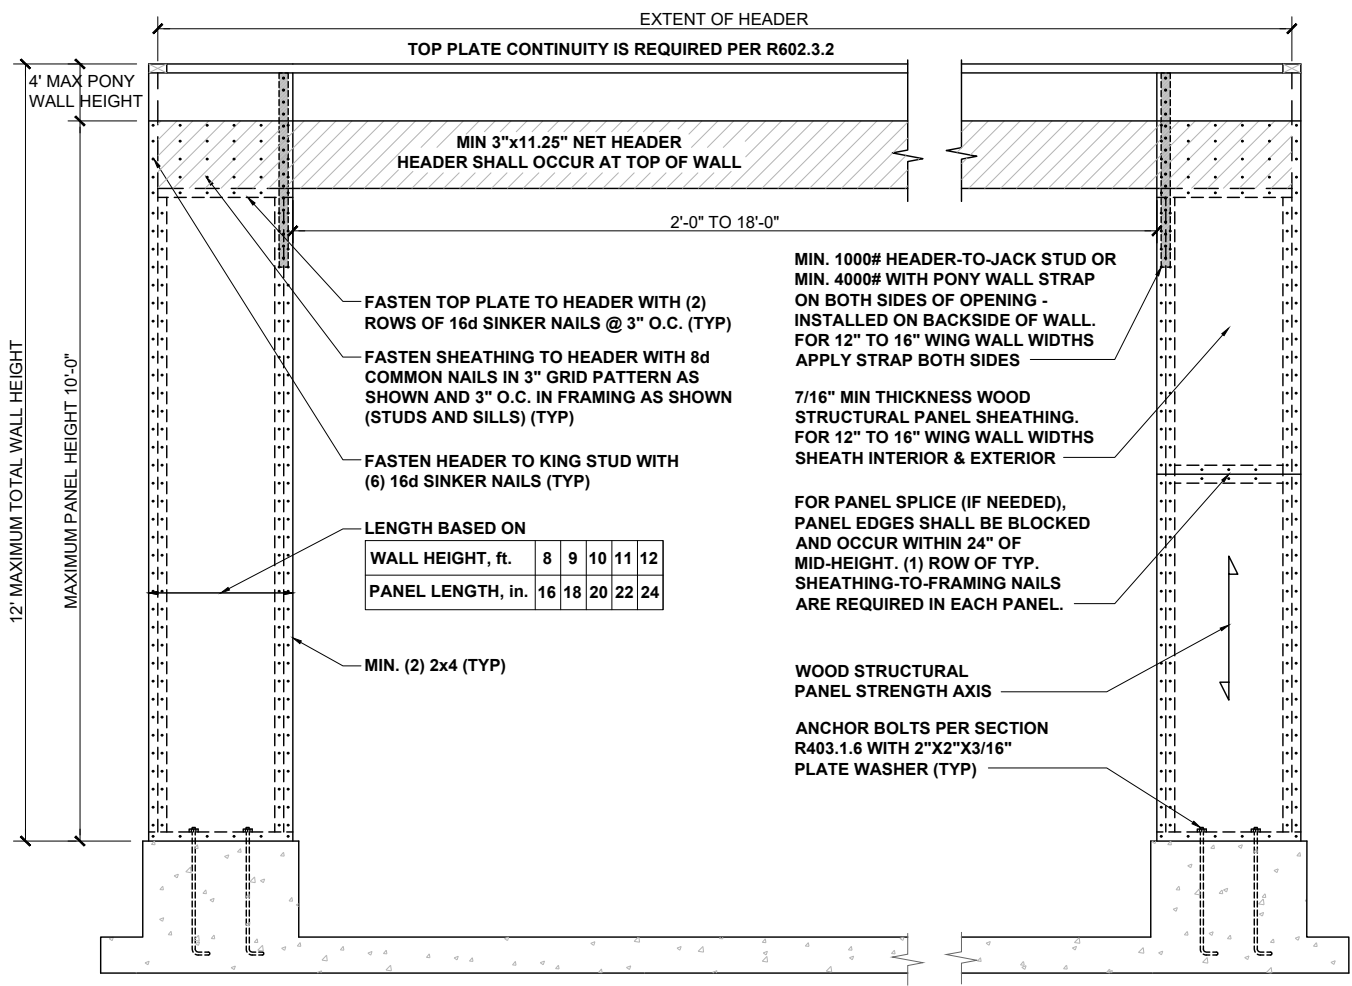 EXTENT OF HEADER
TOP PLATE CONTINUITY IS REQUIRED PER R602.3.2
4' MAX PONY
WALL HEIGHT
MIN 3"x11.25" NET HEADER
HEADER SHALL OCCUR AT TOP OF WALL
2'-0" TO 18'-0"
12' MAXIMUM TOTAL WALL HEIGHT
MAXIMUM PANEL HEIGHT 10'-0"
FASTEN TOP PLATE TO HEADER WITH (2)
ROWS OF 16d SINKER NAILS @ 3" O.C. (TYP)
FASTEN SHEATHING TO HEADER WITH 8d
COMMON NAILS IN 3" GRID PATTERN AS
SHOWN AND 3" O.C. IN FRAMING AS SHOWN
(STUDS AND SILLS) (TYP)
FASTEN HEADER TO KING STUD WITH
(6) 16d SINKER NAILS (TYP)
LENGTH BASED ON
WALL HEIGHT, ft. 8 9 10 11 12
PANEL LENGTH, in. 16 18 20 22 24
MIN. (2) 2x4 (TYP)
MIN. 1000# HEADER-TO-JACK STUD OR
MIN. 4000# WITH PONY WALL STRAP
ON BOTH SIDES OF OPENING -
INSTALLED ON BACKSIDE OF WALL.
FOR 12" TO 16" WING WALL WIDTHS
APPLY STRAP BOTH SIDES
7/16" MIN THICKNESS WOOD
STRUCTURAL PANEL SHEATHING.
FOR 12" TO 16" WING WALL WIDTHS
SHEATH INTERIOR & EXTERIOR
FOR PANEL SPLICE (IF NEEDED),
PANEL EDGES SHALL BE BLOCKED
AND OCCUR WITHIN 24" OF
MID-HEIGHT. (1) ROW OF TYP.
SHEATHING-TO-FRAMING NAILS
ARE REQUIRED IN EACH PANEL.
WOOD STRUCTURAL
PANEL STRENGTH AXIS
ANCHOR BOLTS PER SECTION
R403.1.6 WITH 2"X2"X3/16"
PLATE WASHER (TYP)